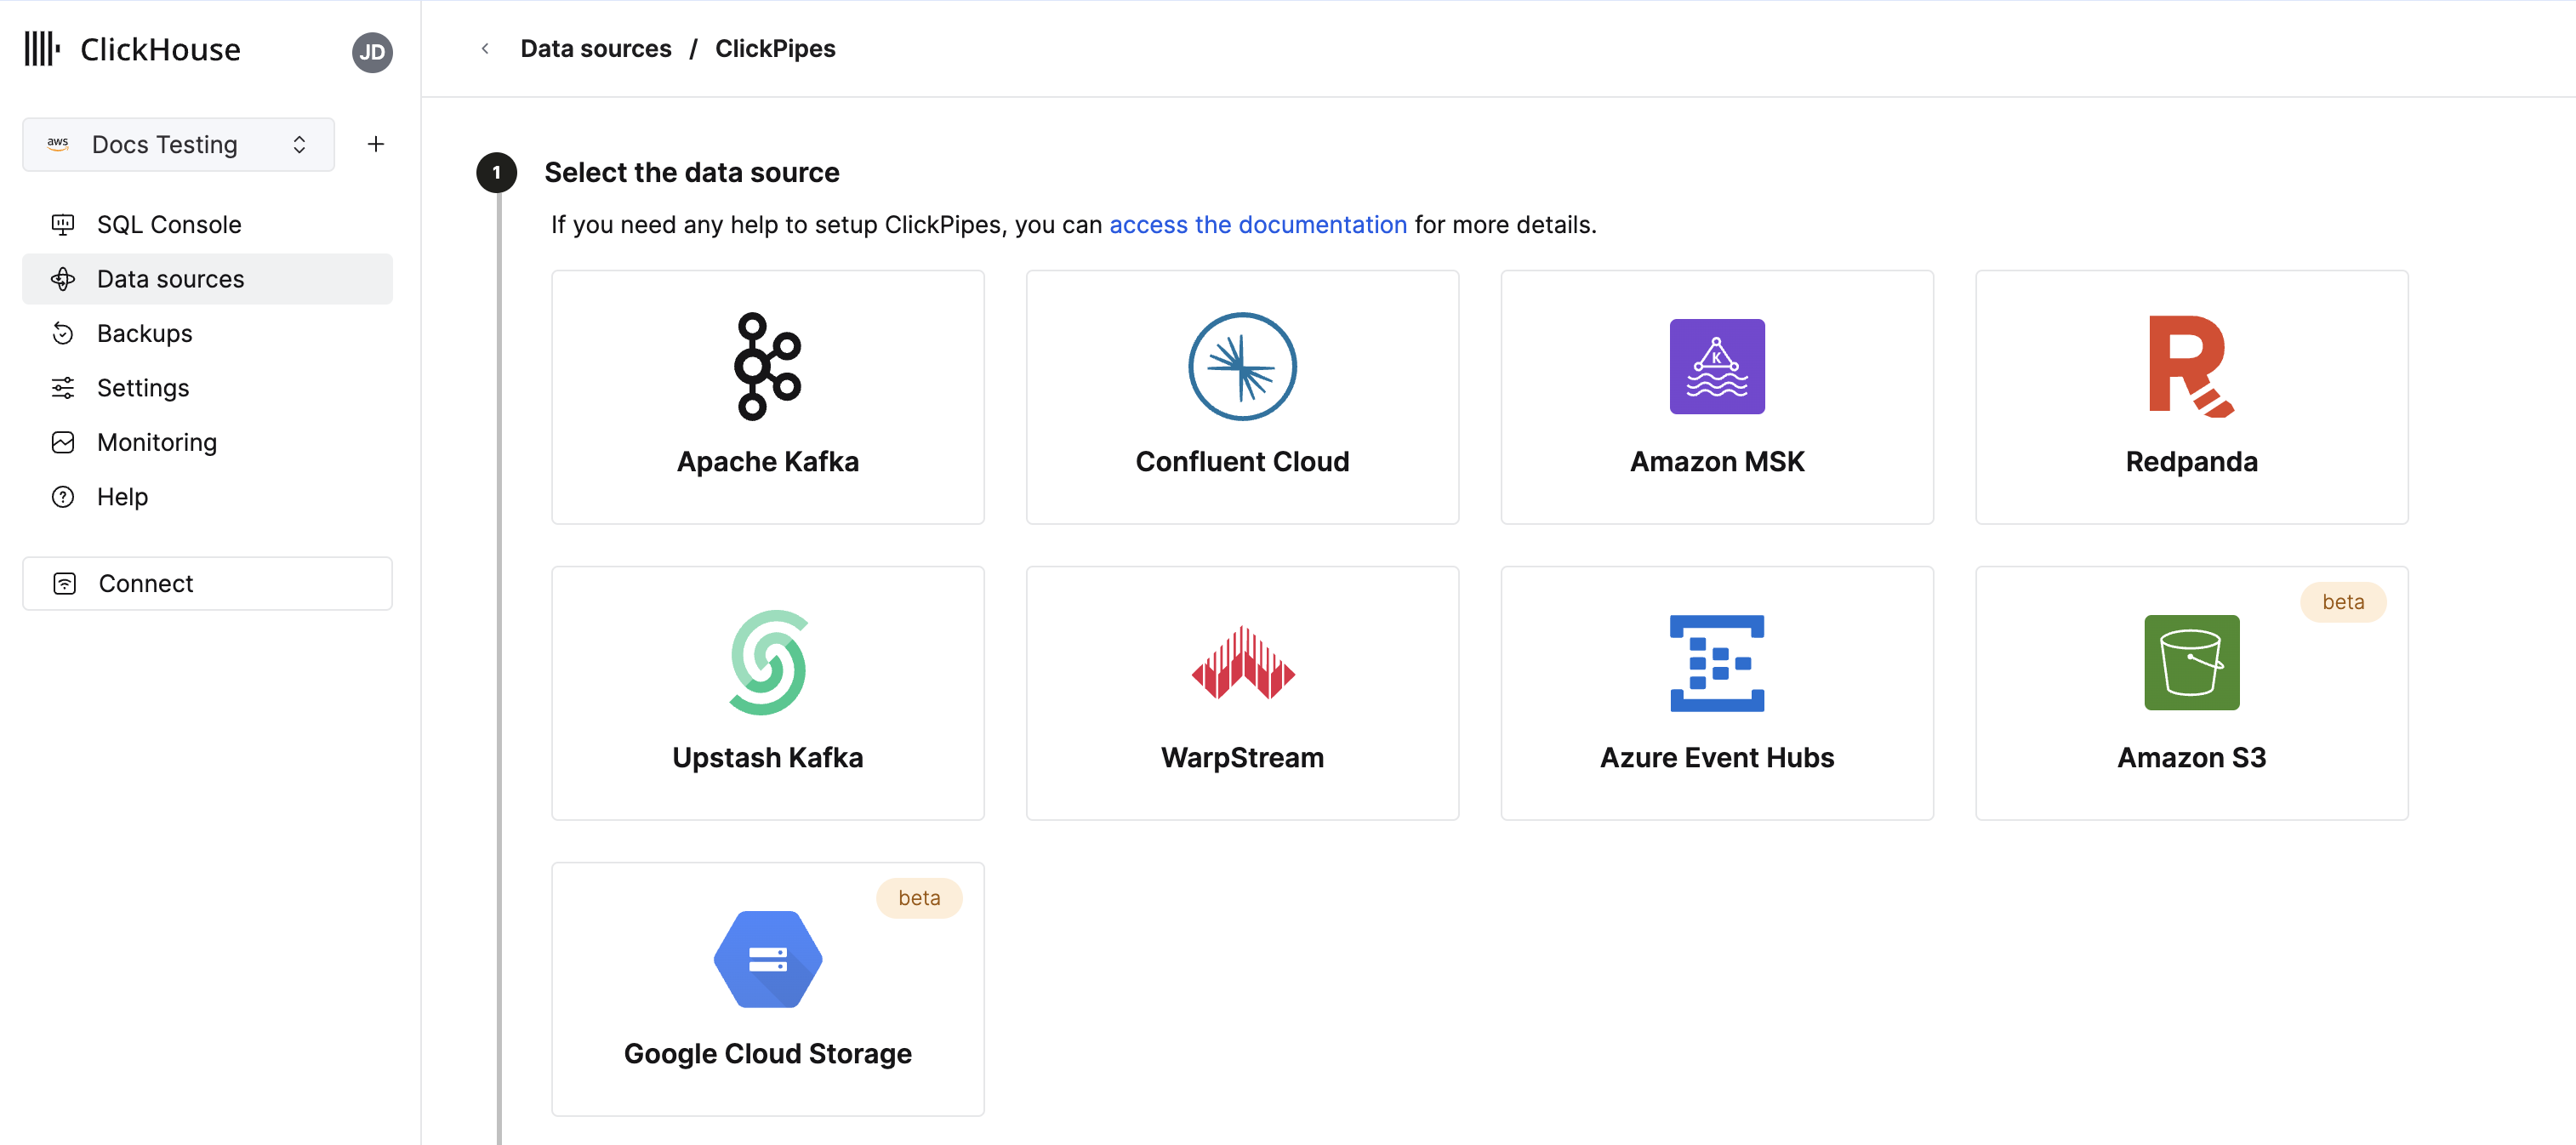 ClickHouse
JD
aws
Docs Testing
SQL Console
Data sources
Backups
Settings
Monitoring
Help
Connect
Data sources / ClickPipes
1
Select the data source
If you need any help to setup ClickPipes, you can access the documentation for more details.
K
Apache Kafka
Confluent Cloud
Amazon MSK
Redpanda
beta
Upstash Kafka
WarpStream
Azure Event Hubs
Amazon S3
beta
Google Cloud Storage